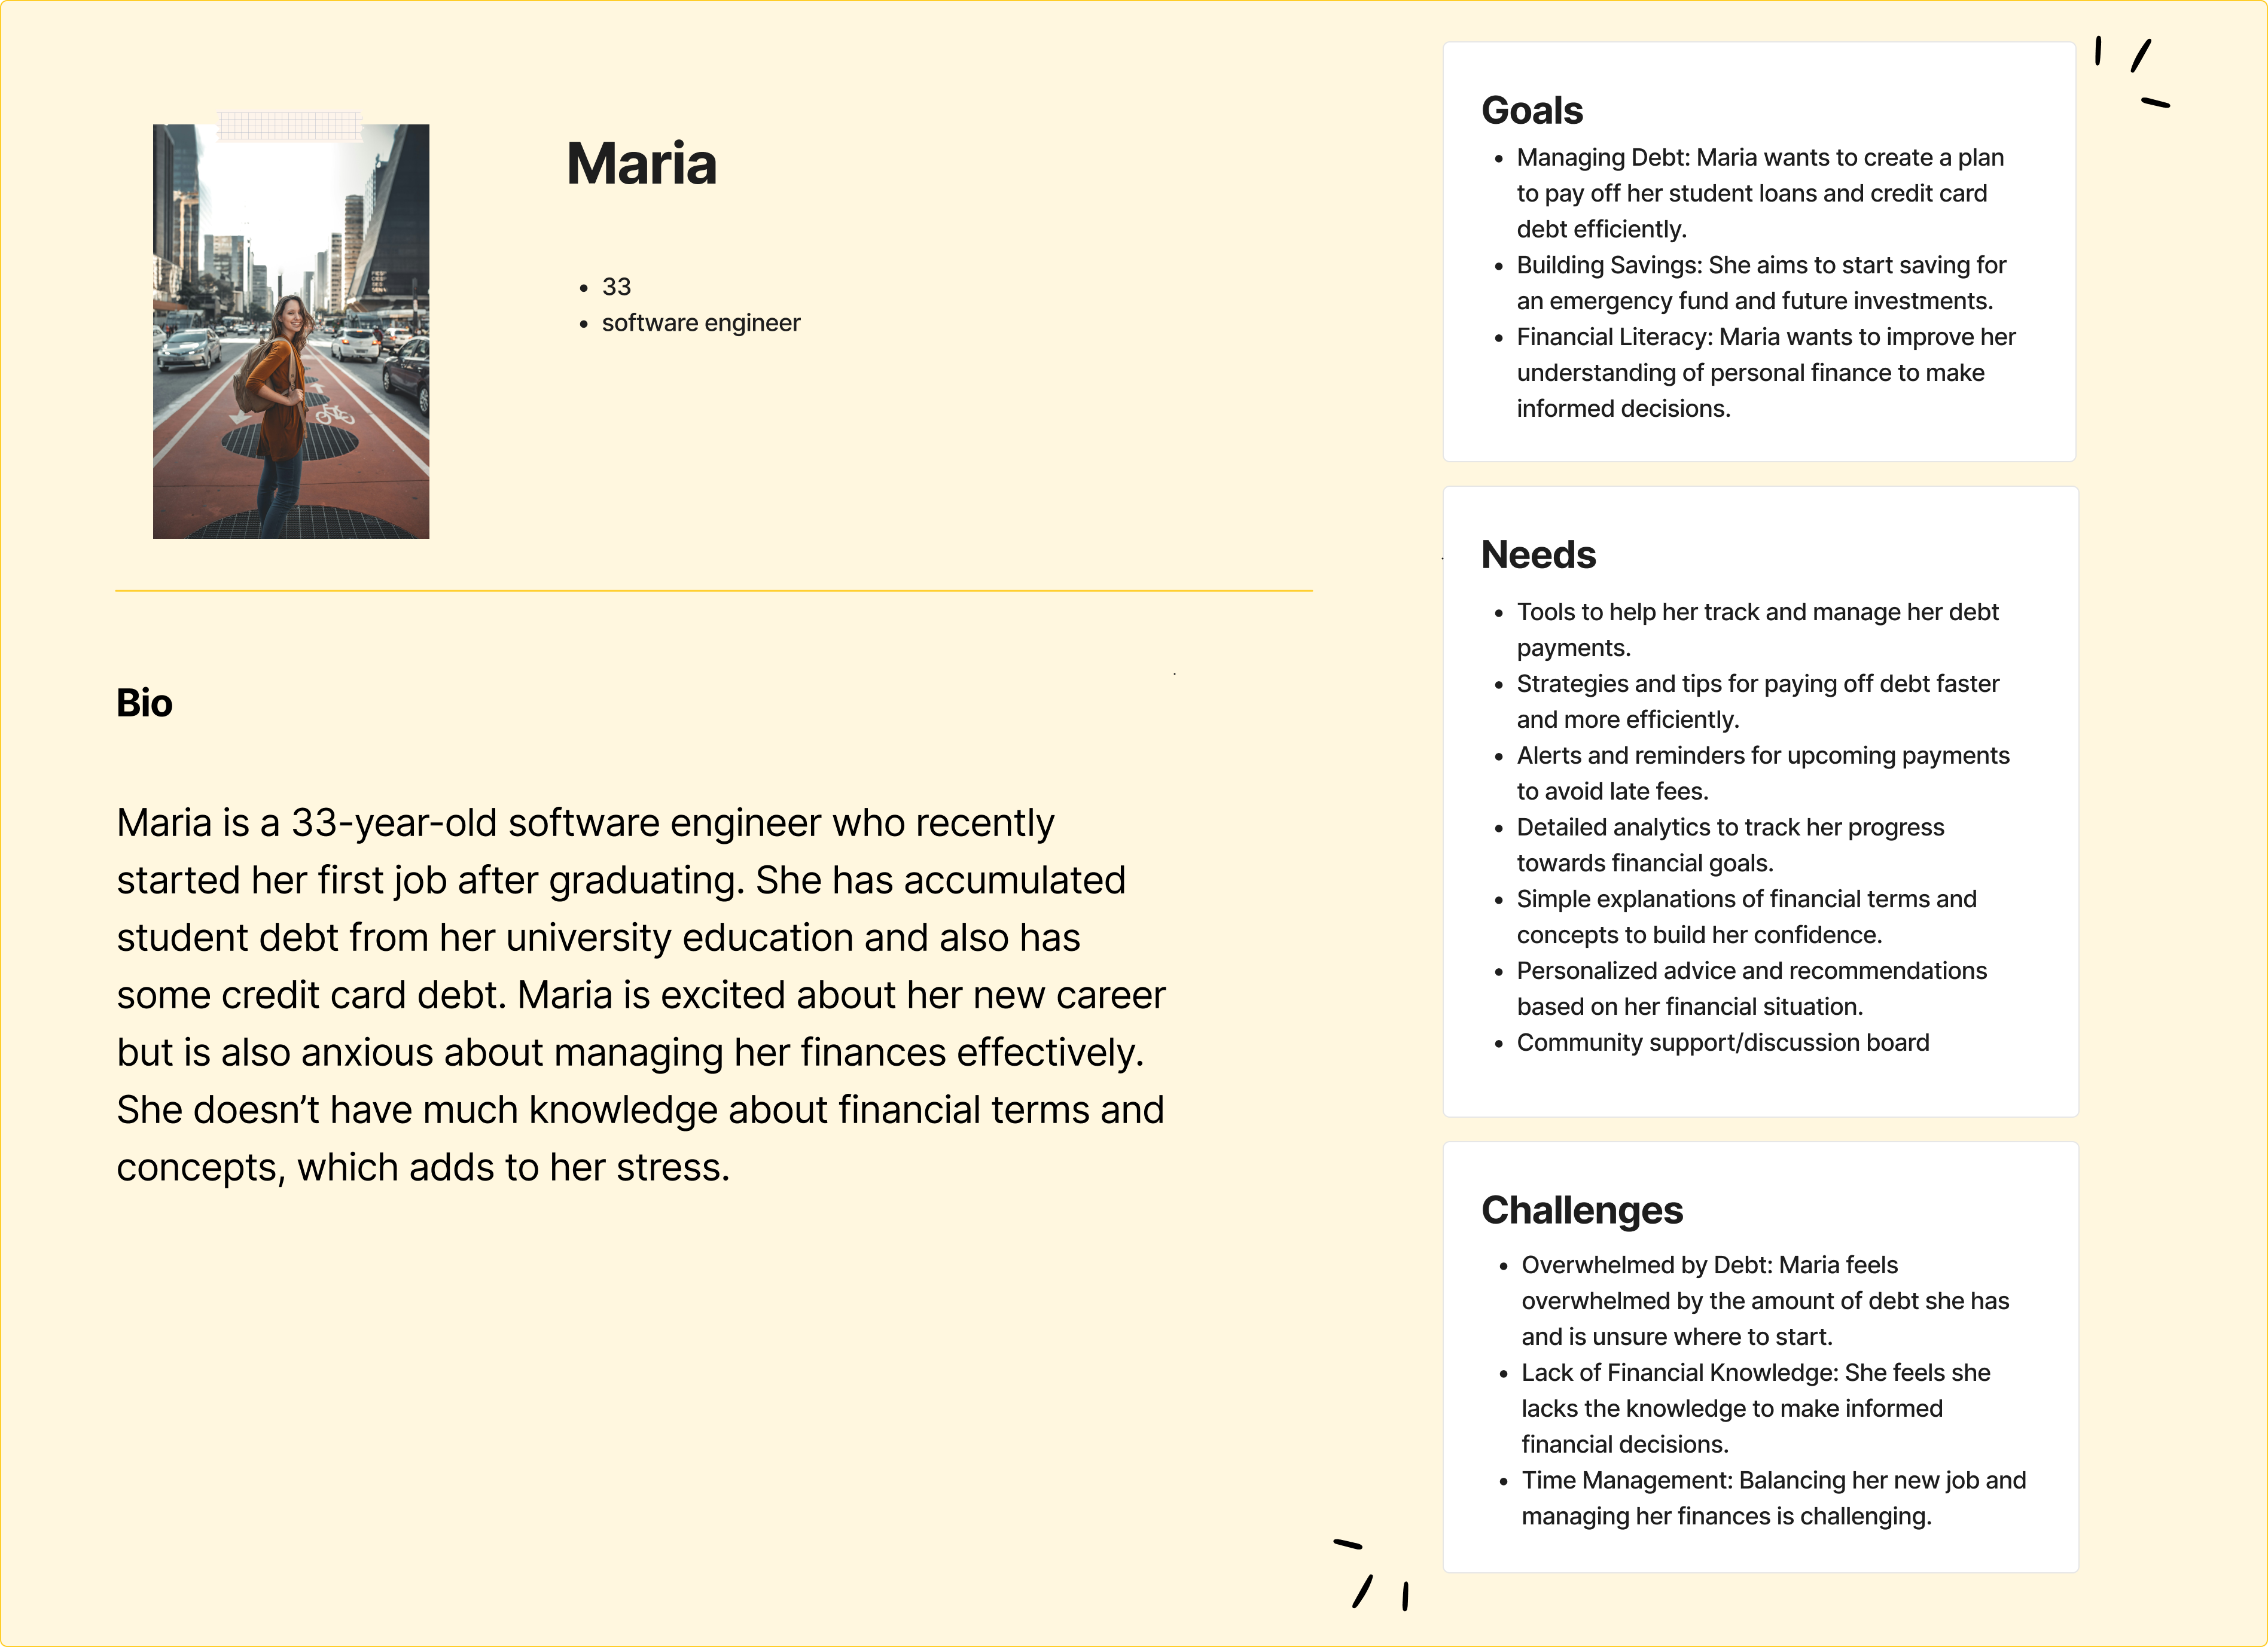 Maria
• 33
• software engineer
Bio
Maria is a 33-year-old software engineer who recently
started her first job after graduating. She has accumulated
student debt from her university education and also has
some credit card debt. Maria is excited about her new career
but is also anxious about managing her finances effectively.
She doesn’t have much knowledge about financial terms and
concepts, which adds to her stress.
Goals
• Managing Debt: Maria wants to create a plan
to pay off her student loans and credit card
debt efficiently.
• Building Savings: She aims to start saving for
an emergency fund and future investments.
• Financial Literacy: Maria wants to improve her
understanding of personal finance to make
informed decisions.
Needs
• Tools to help her track and manage her debt
payments.
• Strategies and tips for paying off debt faster
and more efficiently.
• Alerts and reminders for upcoming payments
to avoid late fees.
• Detailed analytics to track her progress
towards financial goals.
• Simple explanations of financial terms and
concepts to build her confidence.
• Personalized advice and recommendations
based on her financial situation.
• Community support/discussion board
Challenges
• Overwhelmed by Debt: Maria feels
overwhelmed by the amount of debt she has
and is unsure where to start.
• Lack of Financial Knowledge: She feels she
lacks the knowledge to make informed
financial decisions.
• Time Management: Balancing her new job and
managing her finances is challenging.